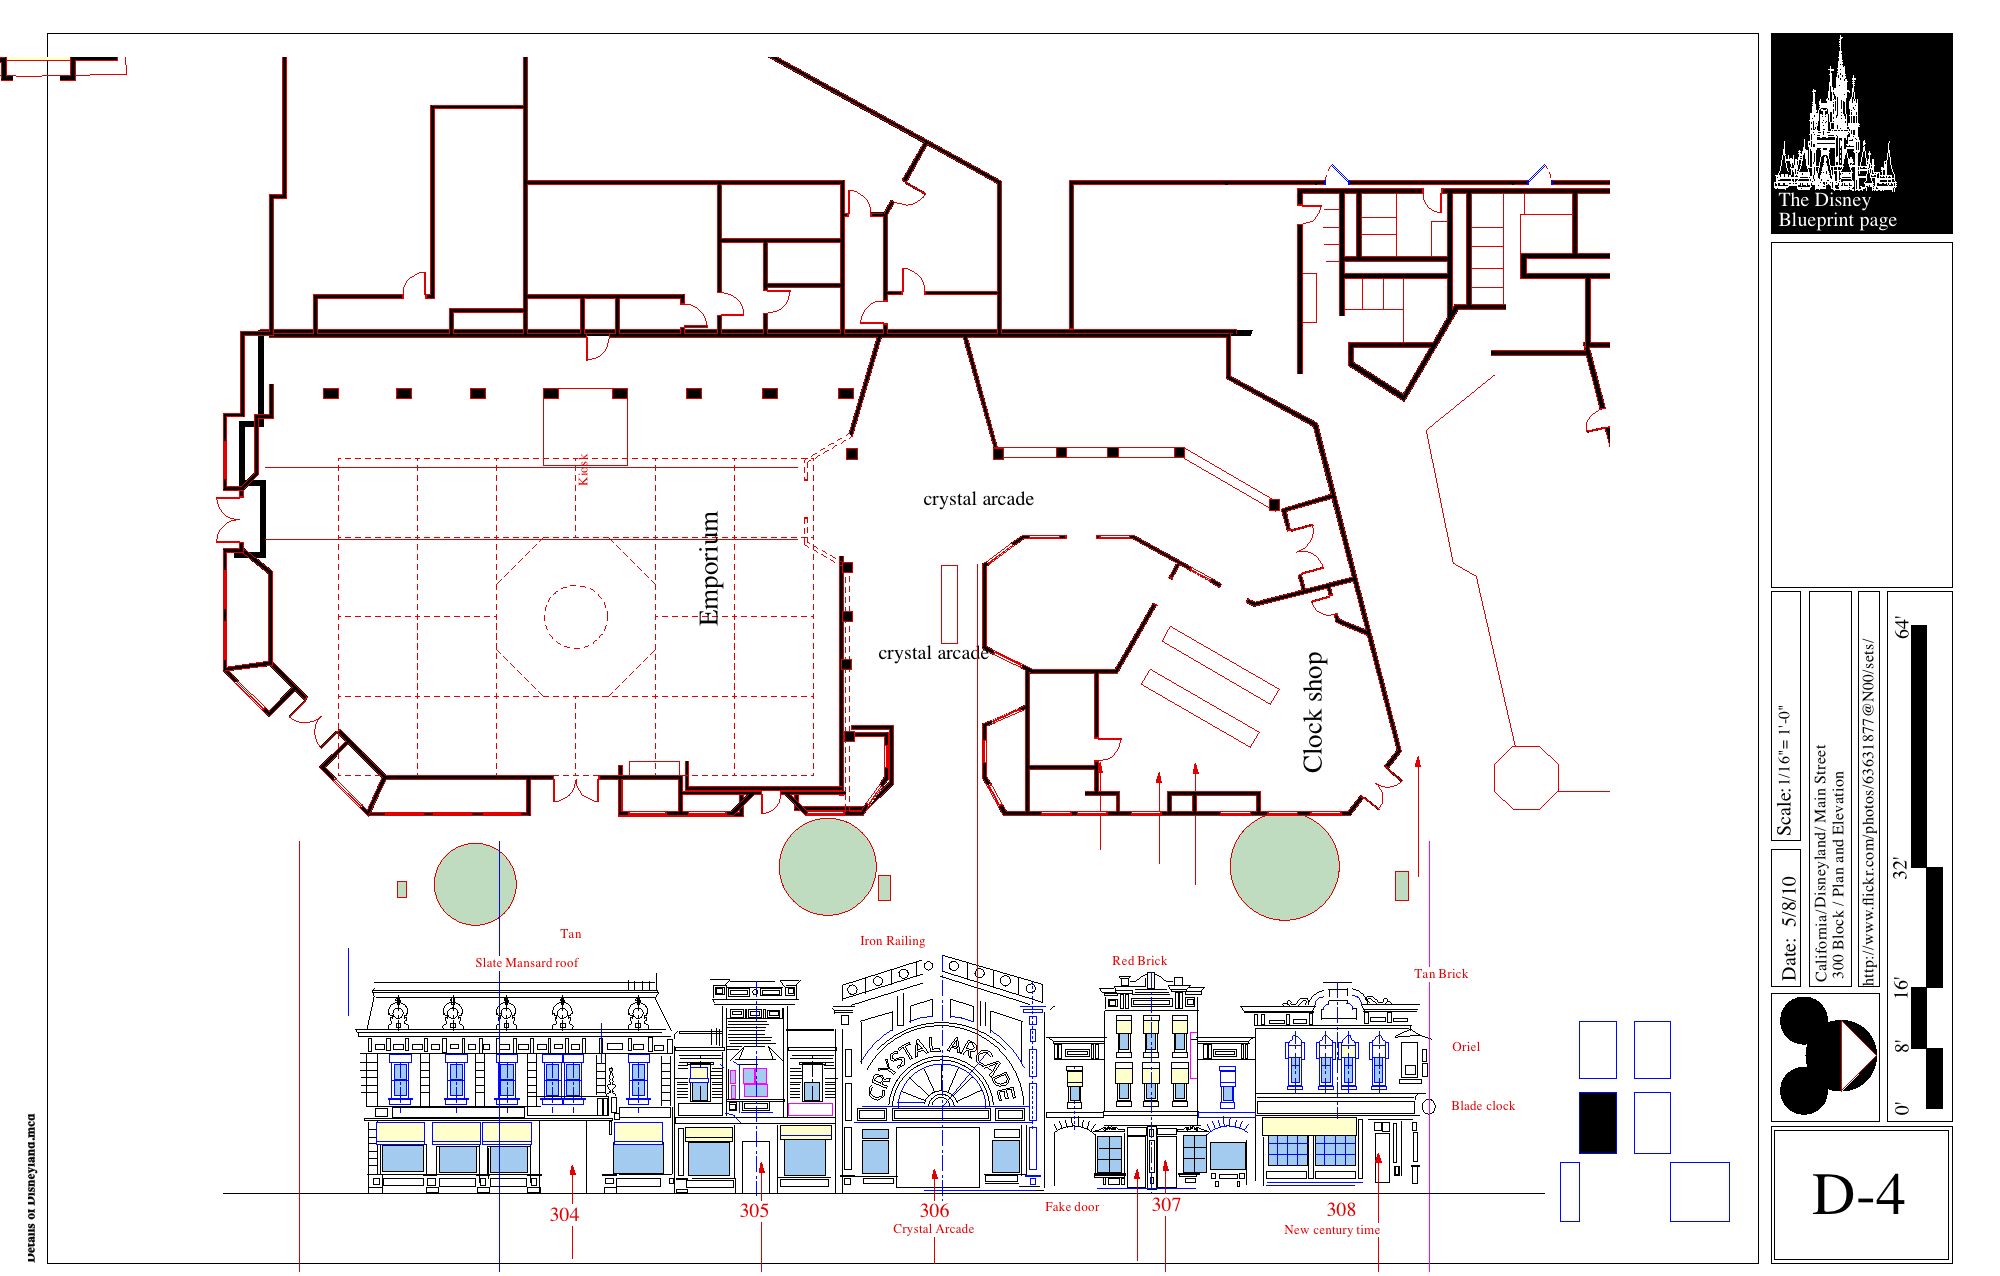 The Disney
Blueprint page
Kiosk
Emporium
crystal arcade
crystal arcade
Clock shop
Tan
Slate Mansard roof
Iron Railing
Red Brick
Tan Brick
Oriel
Blade clock
CRYSTAL ARCADE
304
305
306
Crystal Arcade
Fake door
307
308
New century time
Scale: 1/16"= 1'-0"
Date: 5/8/10
California/Disneyland/ Main Street
300 Block / Plan and Elevation
http://www.flickr.com/photos/63631877@N00/sets/
64'
32'
16'
8'
0'
D-4
Details of Disneyland.mcd